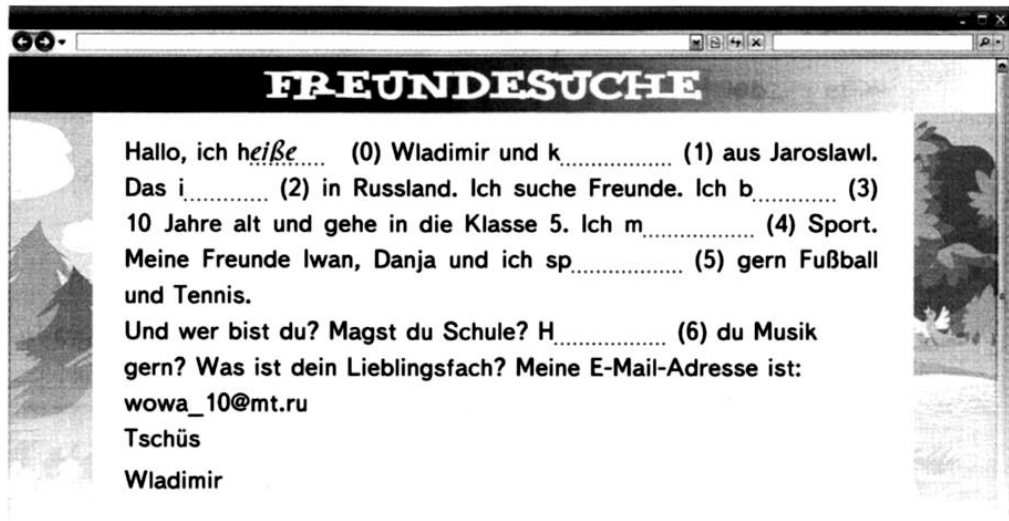 FREUNDESUCHE
Hallo, ich heiße (0) Wladimir und k................ (1) aus Jaroslawl.
Das i............ (2) in Russland. Ich suche Freunde. Ich b............ (3)
10 Jahre alt und gehe in die Klasse 5. Ich m................ (4) Sport.
Meine Freunde Iwan, Danja und ich sp................ (5) gern Fußball
und Tennis.
Und wer bist du? Magst du Schule? H................ (6) du Musik
gern? Was ist dein Lieblingsfach? Meine E-Mail-Adresse ist:
wowa_10@mt.ru
Tschüs
Wladimir